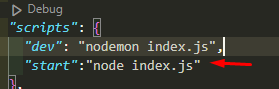 Debug
"scripts": {
"dev": "nodemon index.js",
"start":"node index.js"
},